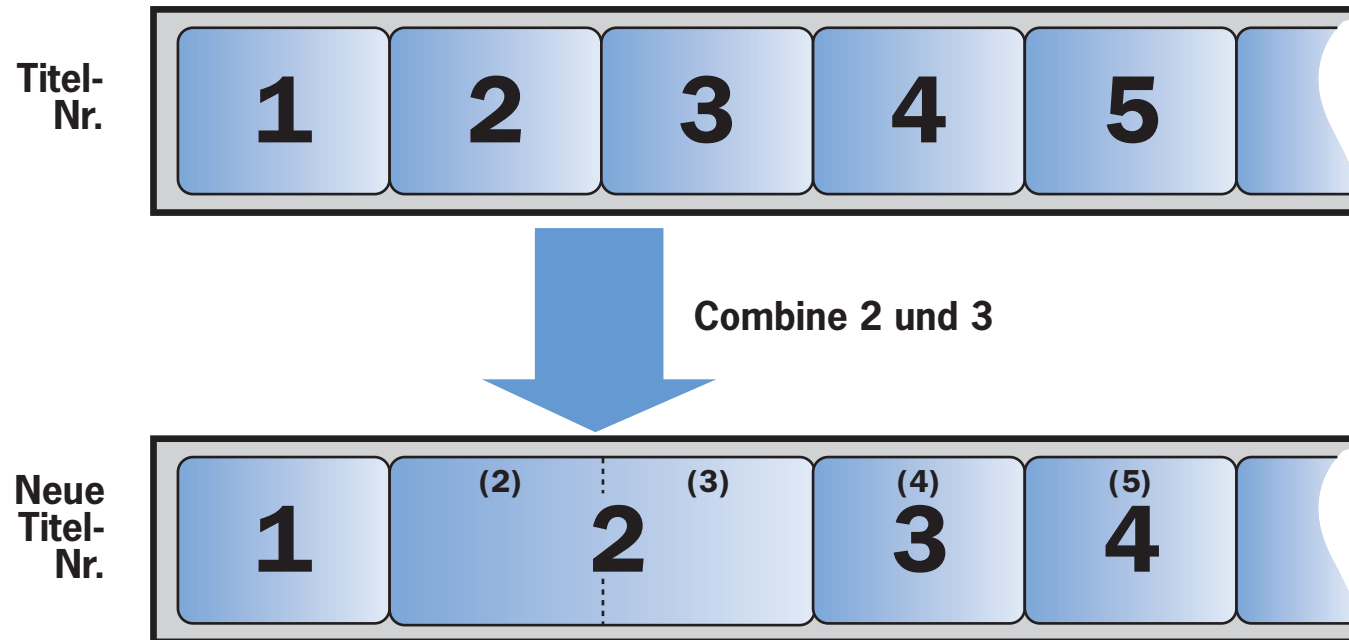 Titel-
Nr.
1 2 3 4 5
Combine 2 und 3
Neue
Titel-
Nr.
(2) (3) (4) (5)
1 2 3 4